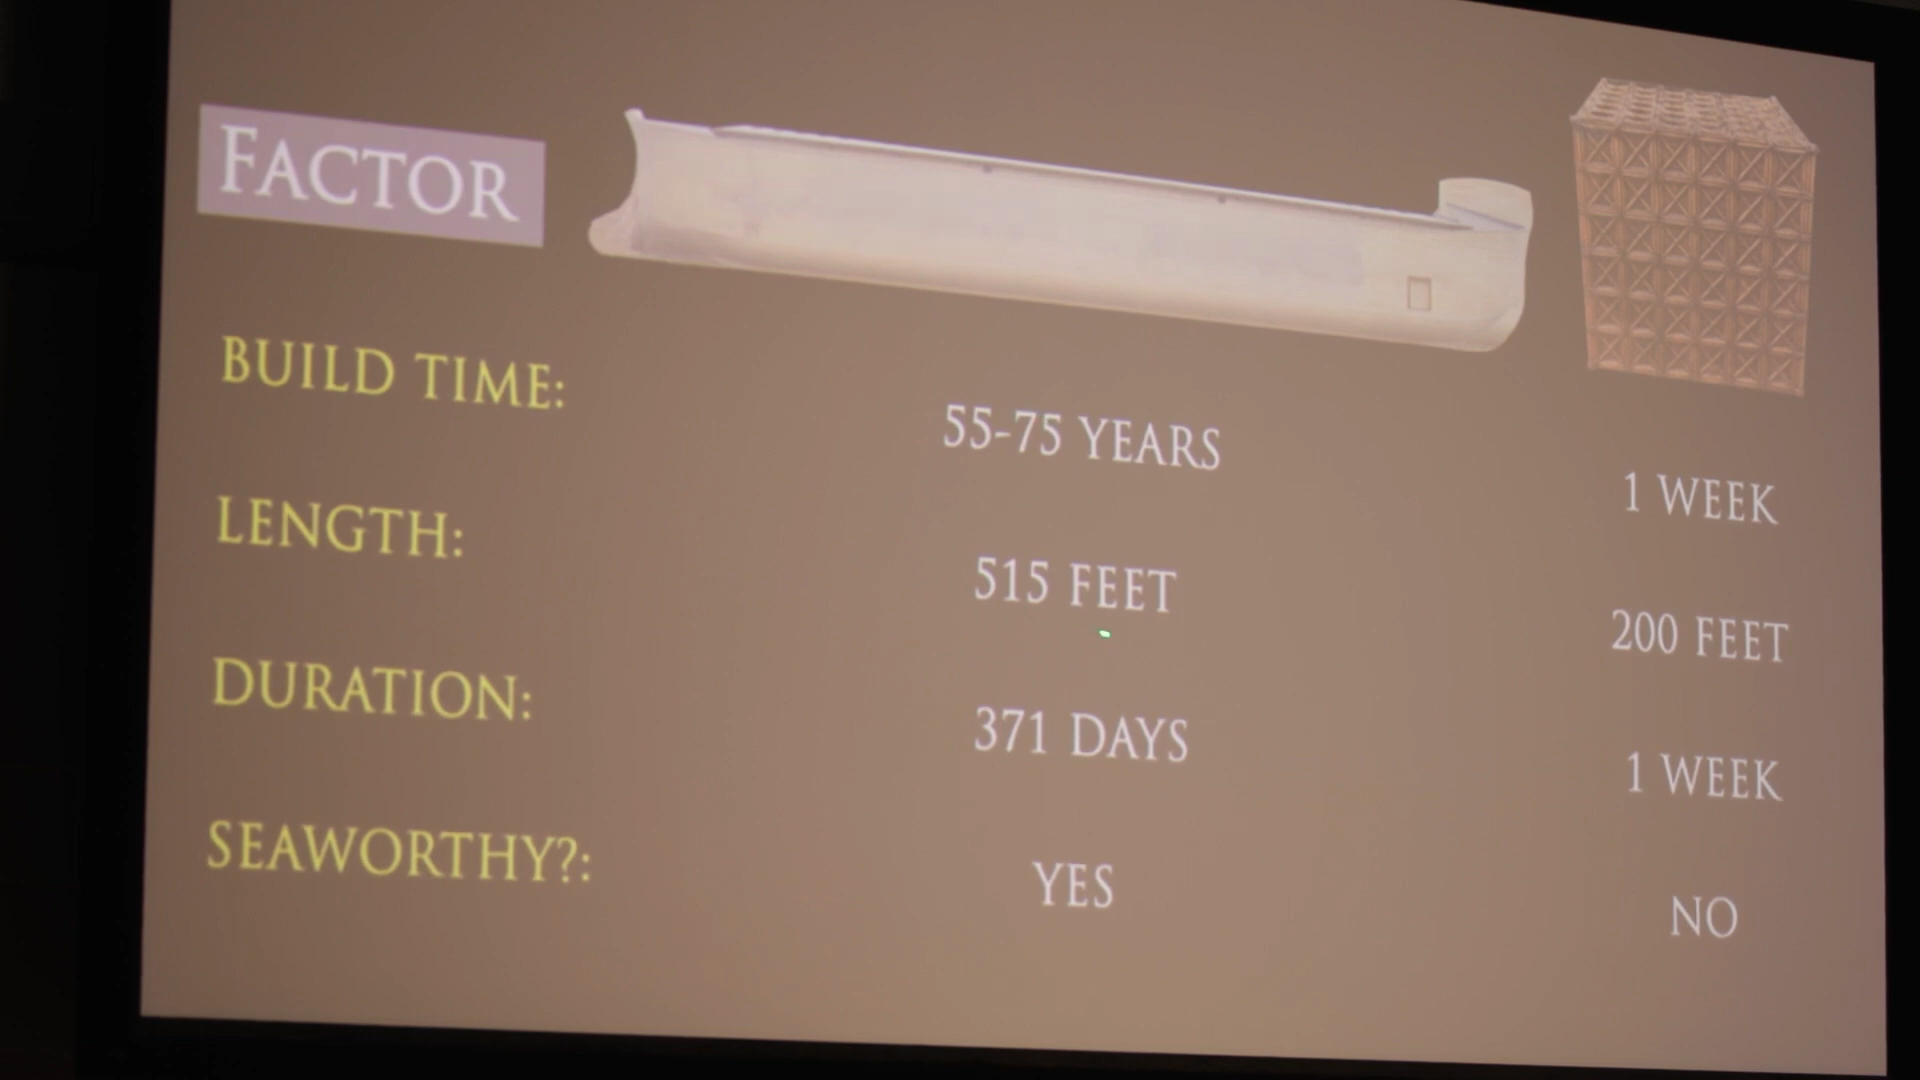 FACTOR
BUILD TIME: 55-75 YEARS 1 WEEK
LENGTH: 515 FEET 200 FEET
DURATION: 371 DAYS 1 WEEK
SEAWORTHY?: YES NO